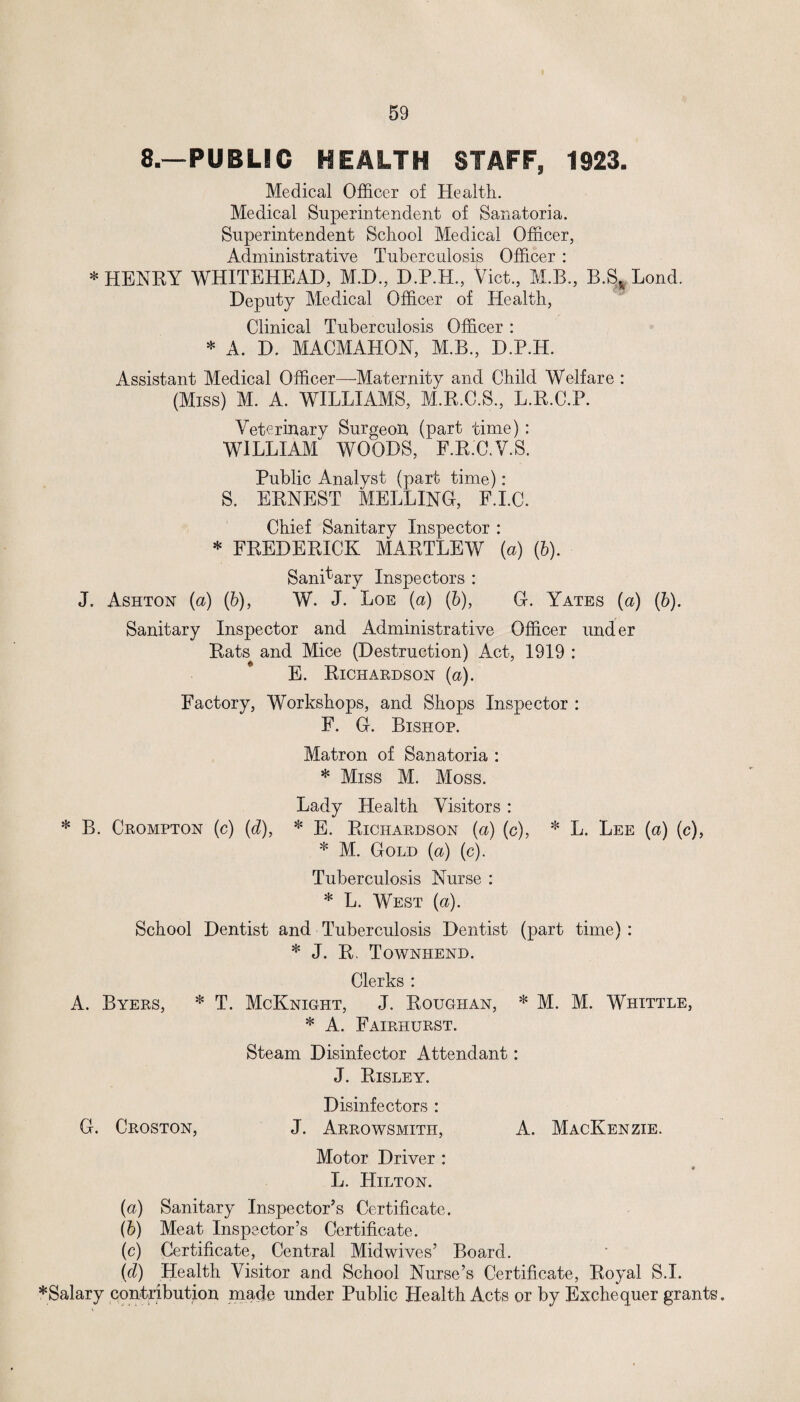 59
8.—PUBLIC HEALTH STAFF, 1923.
Medical Officer of Health.
Medical Superintendent of Sanatoria.
Superintendent School Medical Officer,
Administrative Tuberculosis Officer :
* HENRY WHITEHEAD, M.D., D.P.H., Vict., M.B., B.S., Lond.
Deputy Medical Officer of Health,
Clinical Tuberculosis Officer :
* A. D. MACMAHON, M.B., D.P.H.
Assistant Medical Officer—Maternity and Child Welfare :
(Miss) M. A. WILLIAMS, M.R.C.S., L.R.C.P.
Veterinary Surgeon (part time) :
WILLIAM WOODS, F.R.C.V.S.
Public Analyst (part time) :
S. ERNEST MELLING, F.I.C.
Chief Sanitary Inspector :
* FREDERICK MARTLEW (a) (b).
Sanitary Inspectors :
J. Ashton (a) (b), W. J. Loe (a) (b), G. Yates (a) (b).
Sanitary Inspector and Administrative Officer under
Rats and Mice (Destruction) Act, 1919 :
E. Richardson (a).
Factory, Workshops, and Shops Inspector :
F. G. Bishop.
Matron of Sanatoria :
* Miss M. Moss.
Lady Health Visitors :
* B. Crompton (c) (d), * E. Richardson (a) (c), * L. Lee (a) (c),
* M. Gold (a) (c).
Tuberculosis Nurse :
* L. West (a).
School Dentist and Tuberculosis Dentist (part time) :
* J. R. Townhend.
Clerks :
A. Byers, * T. McKnight, J. Roughan, * M. M. Whittle,
* A. Fairhurst.
Steam Disinfector Attendant :
J. Risley.
Disinfectors :
G. Croston, J. Arrowsmith, A. MacKenzie.
Motor Driver :
L. Hilton.
(a) Sanitary Inspector's Certificate.
(b) Meat Inspector's Certificate.
(c) Certificate, Central Midwives' Board.
(d) Health Visitor and School Nurse's Certificate, Royal S.I.
*Salary contribution made under Public Health Acts or by Exchequer grants.